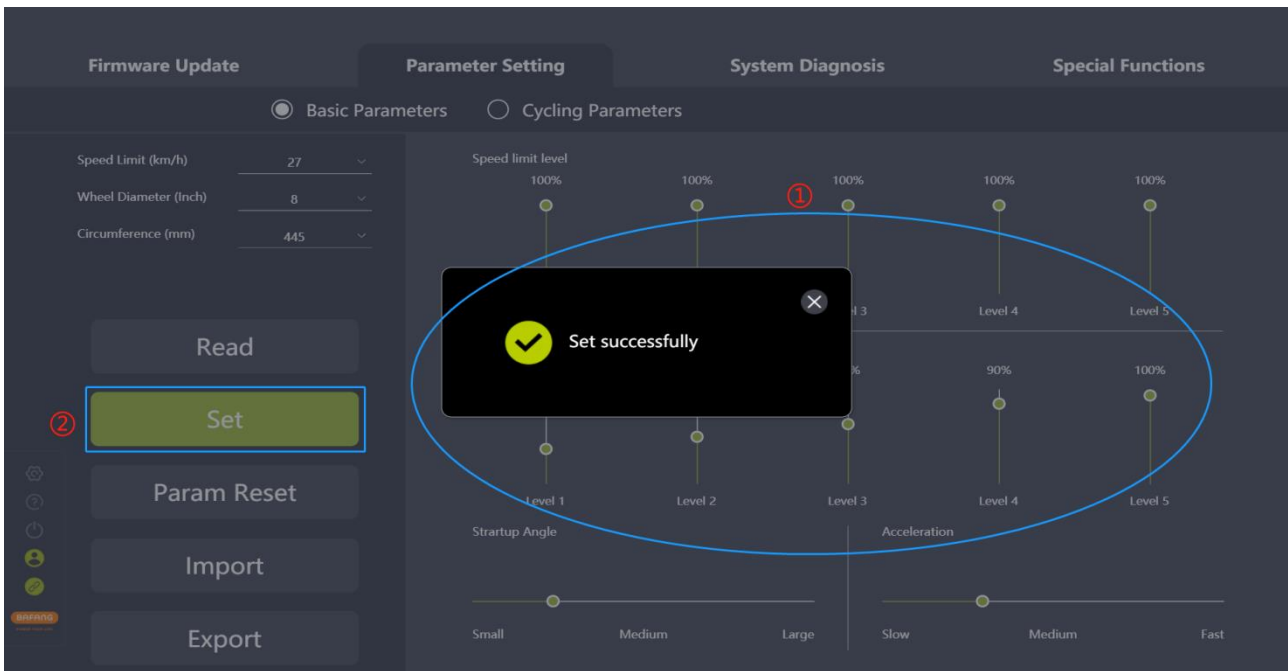 Firmware Update Parameter Setting System Diagnosis Special Functions
Basic Parameters Cycling Parameters
Speed Limit (km/h) 27
Wheel Diameter (Inch) 8
Circumference (mm) 445
Speed limit level
100% 100% 100% 100% 100%
①
Level 4 Level 5
Set successfully
90% 100%
Read
②
Set
Param Reset
Import
Export
Level 1 Level 2 Level 3 Level 4 Level 5
Strartup Angle Acceleration
Small Medium Large Slow Medium Fast
BAFANG